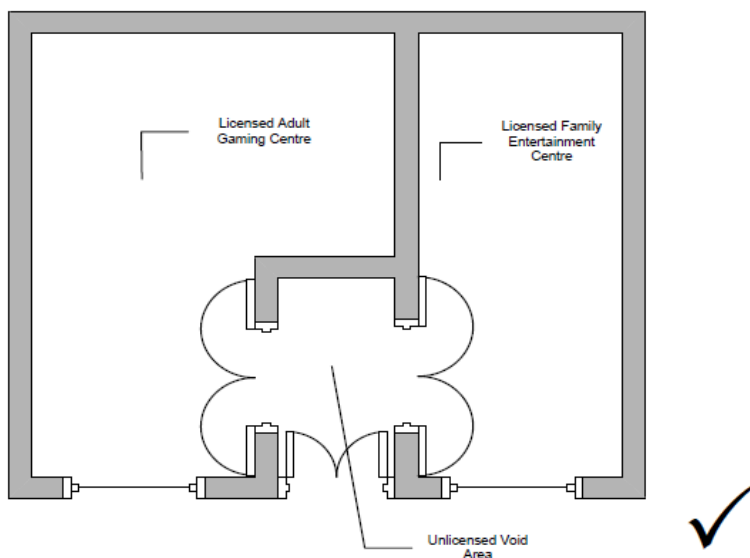 Licensed Adult
Gaming Centre
Licensed Family
Entertainment
Centre
Unlicensed Void
Area